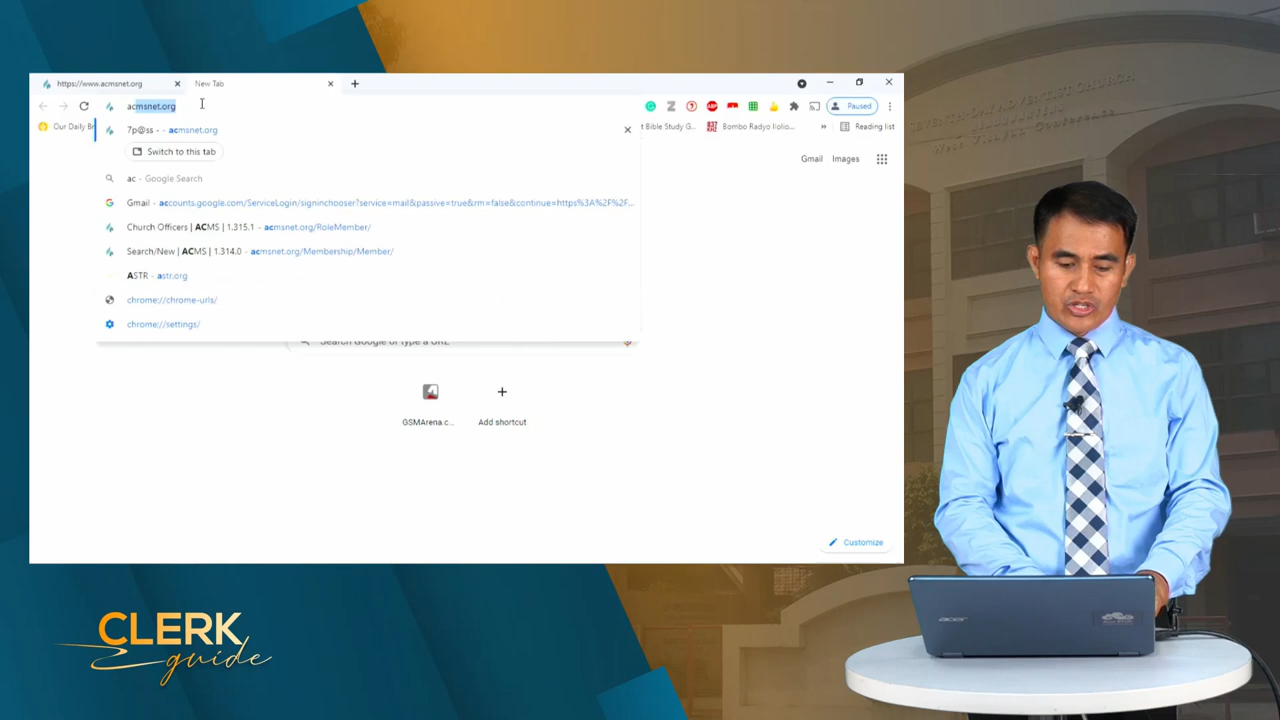 https://www.acmsnet.org
New Tab
acmsnet.org
Paused
Our Daily Br
t Bible Study G...
Bombo Radyo Iloilo...
»
Reading list
7p@ss - - acmsnet.org
Switch to this tab
Gmail
Images
ac - Google Search
Gmail - accounts.google.com/ServiceLogin/signinchooser?service=mail&passive=true&rm=false&continue=https%3A%2F%2F...
Church Officers | ACMS | 1.315.1 - acmsnet.org/RoleMember/
Search/New | ACMS | 1.314.0 - acmsnet.org/Membership/Member/
ASTR - astr.org
chrome://chrome-urls/
chrome://settings/
Search Google or type a URL
GSMArena.c...
Add shortcut
Customize
CLERK
guide
SEVENTH-DAY ADVENTIST CHURCH
HEADQUARTERS
West Visayan Conference
acer